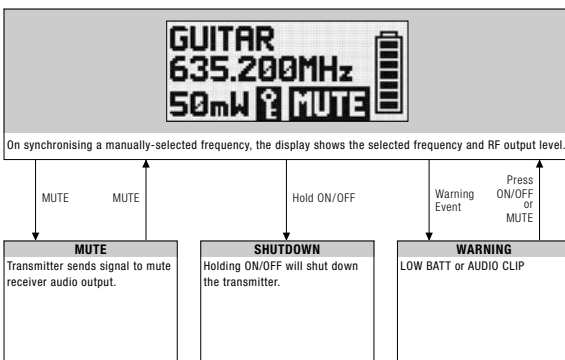 GUITAR
635.200MHz
50mW MUTE
On synchronising a manually-selected frequency, the display shows the selected frequency and RF output level.
MUTE
MUTE
Hold ON/OFF
Warning
Event
Press
ON/OFF
or
MUTE
MUTE
Transmitter sends signal to mute
receiver audio output.
SHUTDOWN
Holding ON/OFF will shut down
the transmitter.
WARNING
LOW BATT or AUDIO CLIP